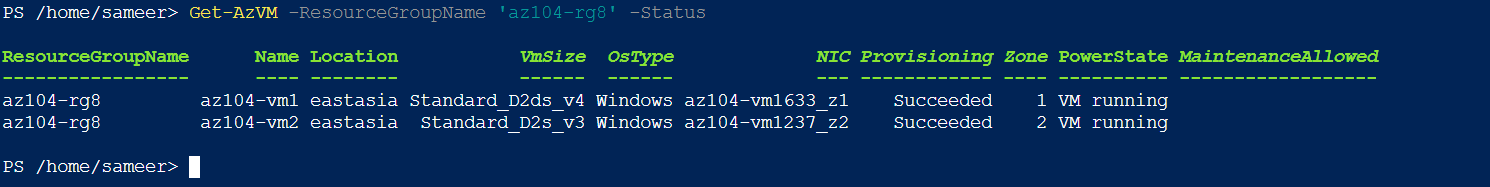 PS /home/sameer> Get-AzVM -ResourceGroupName 'az104-rg8' -Status
ResourceGroupName Name Location VmSize OsType NIC Provisioning Zone PowerState MaintenanceAllowed
----------------- ---- -------- ------ ------ --- ------------ ---- ---------- ------------------
az104-rg8 az104-vm1 eastasia Standard_D2ds_v4 Windows az104-vm1633_z1 Succeeded 1 VM running
az104-rg8 az104-vm2 eastasia Standard_D2s_v3 Windows az104-vm1237_z2 Succeeded 2 VM running
PS /home/sameer>